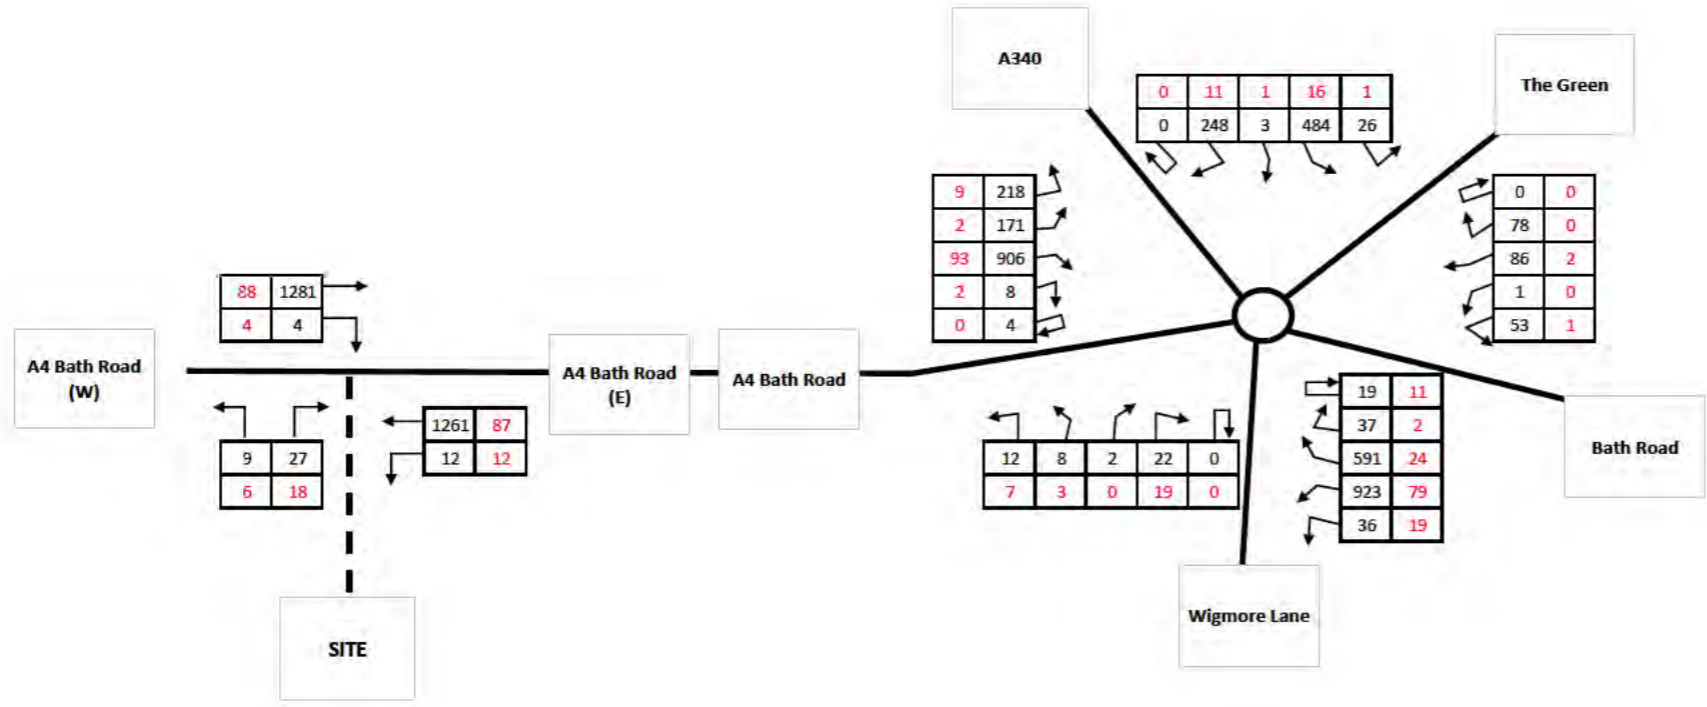 A340
0 11 1 16 1
0 248 3 484 26
The Green
9 218
2 171
93 906
2 8
0 4
0 0
78 0
86 2
1 0
53 1
88 1281
4 4
A4 Bath Road
(W)
A4 Bath Road
(E)
A4 Bath Road
9 27
6 18
1261 87
12 12
12 8 2 22 0
7 3 0 19 0
19 11
37 2
591 24
923 79
36 19
Bath Road
Wigmore Lane
SITE